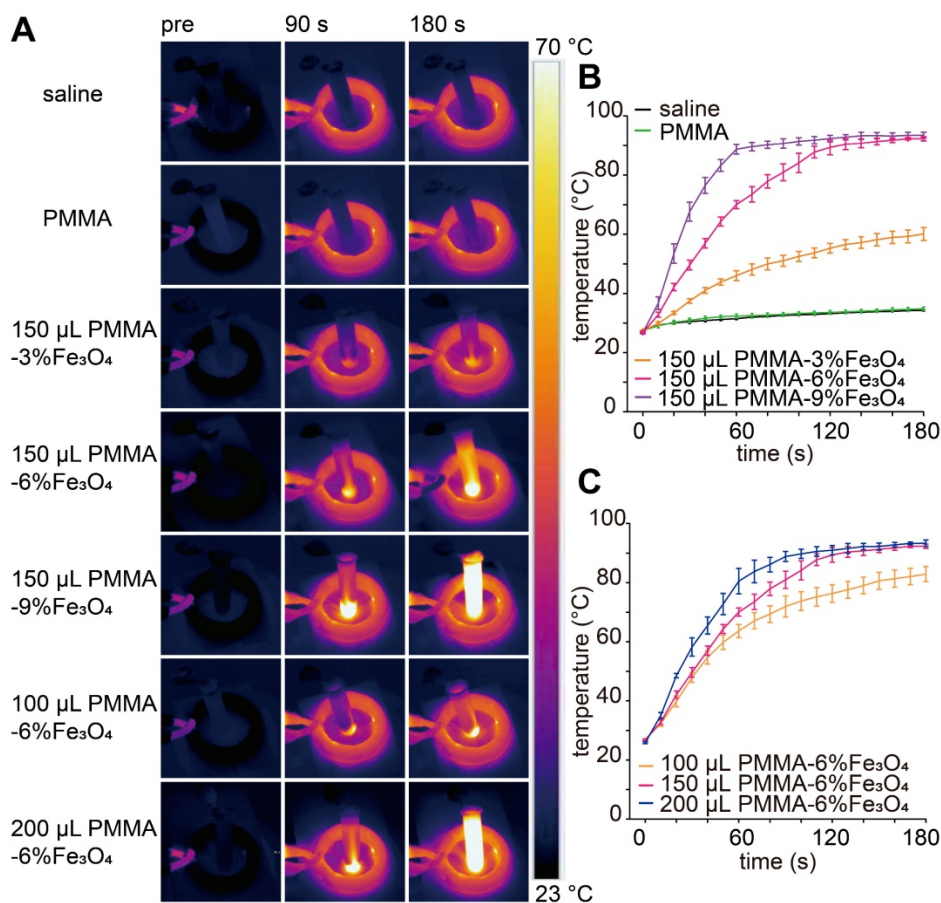 A
pre 90 s 180 s
saline
PMMA
150 μL PMMA
-3%Fe₃O₄
150 μL PMMA
-6%Fe₃O₄
150 μL PMMA
-9%Fe₃O₄
100 μL PMMA
-6%Fe₃O₄
200 μL PMMA
-6%Fe₃O₄
70 °C
23 °C
B
saline
PMMA
temperature (°C)
100
80
60
40
20
0
150 μL PMMA-3%Fe₃O₄
150 μL PMMA-6%Fe₃O₄
150 μL PMMA-9%Fe₃O₄
0 60 120 180
time (s)
C
temperature (°C)
100
80
60
40
20
0
100 μL PMMA-6%Fe₃O₄
150 μL PMMA-6%Fe₃O₄
200 μL PMMA-6%Fe₃O₄
0 60 120 180
time (s)